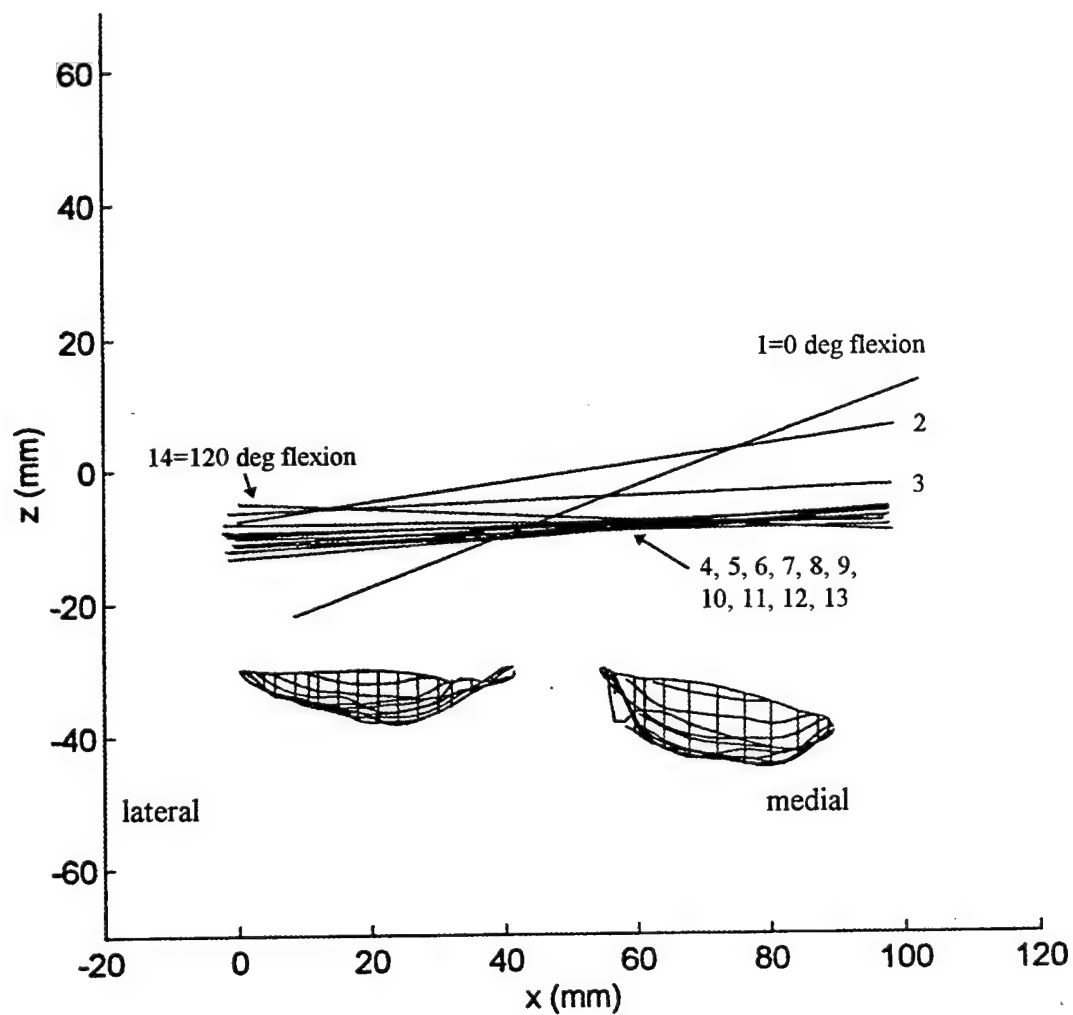 60
40
20
0
-20
-40
-60
z (mm)
1=0 deg flexion
2
14=120 deg flexion
3
4, 5, 6, 7, 8, 9,
10, 11, 12, 13
lateral
medial
-20
0
20
40
60
80
100
120
x (mm)